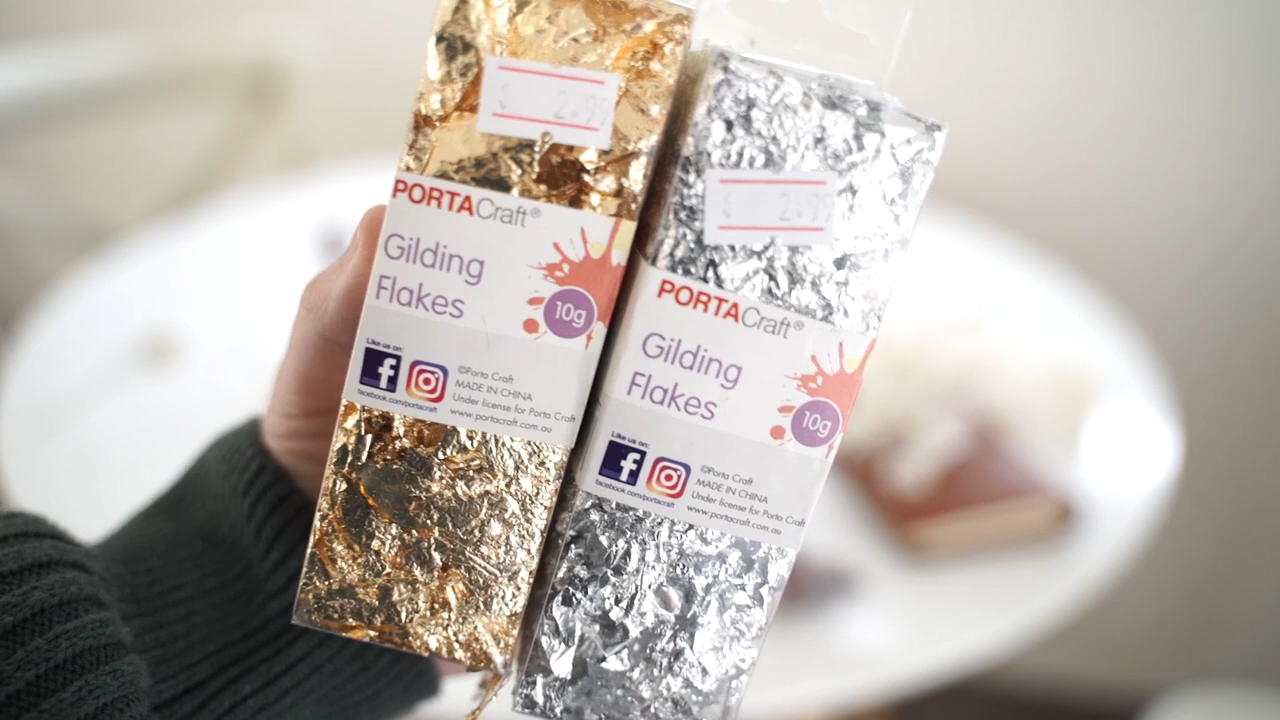 $ 2.99
PORTACraft®
Gilding
Flakes
10g
Like us on:
facebook.com/portacraft
©Porta Craft
MADE IN CHINA
Under license for Porta Craft
www.portacraft.com.au
$ 2.99
PORTACraft®
Gilding
Flakes
10g
Like us on:
facebook.com/portacraft
©Porta Craft
MADE IN CHINA
Under license for Porta Craft
www.portacraft.com.au